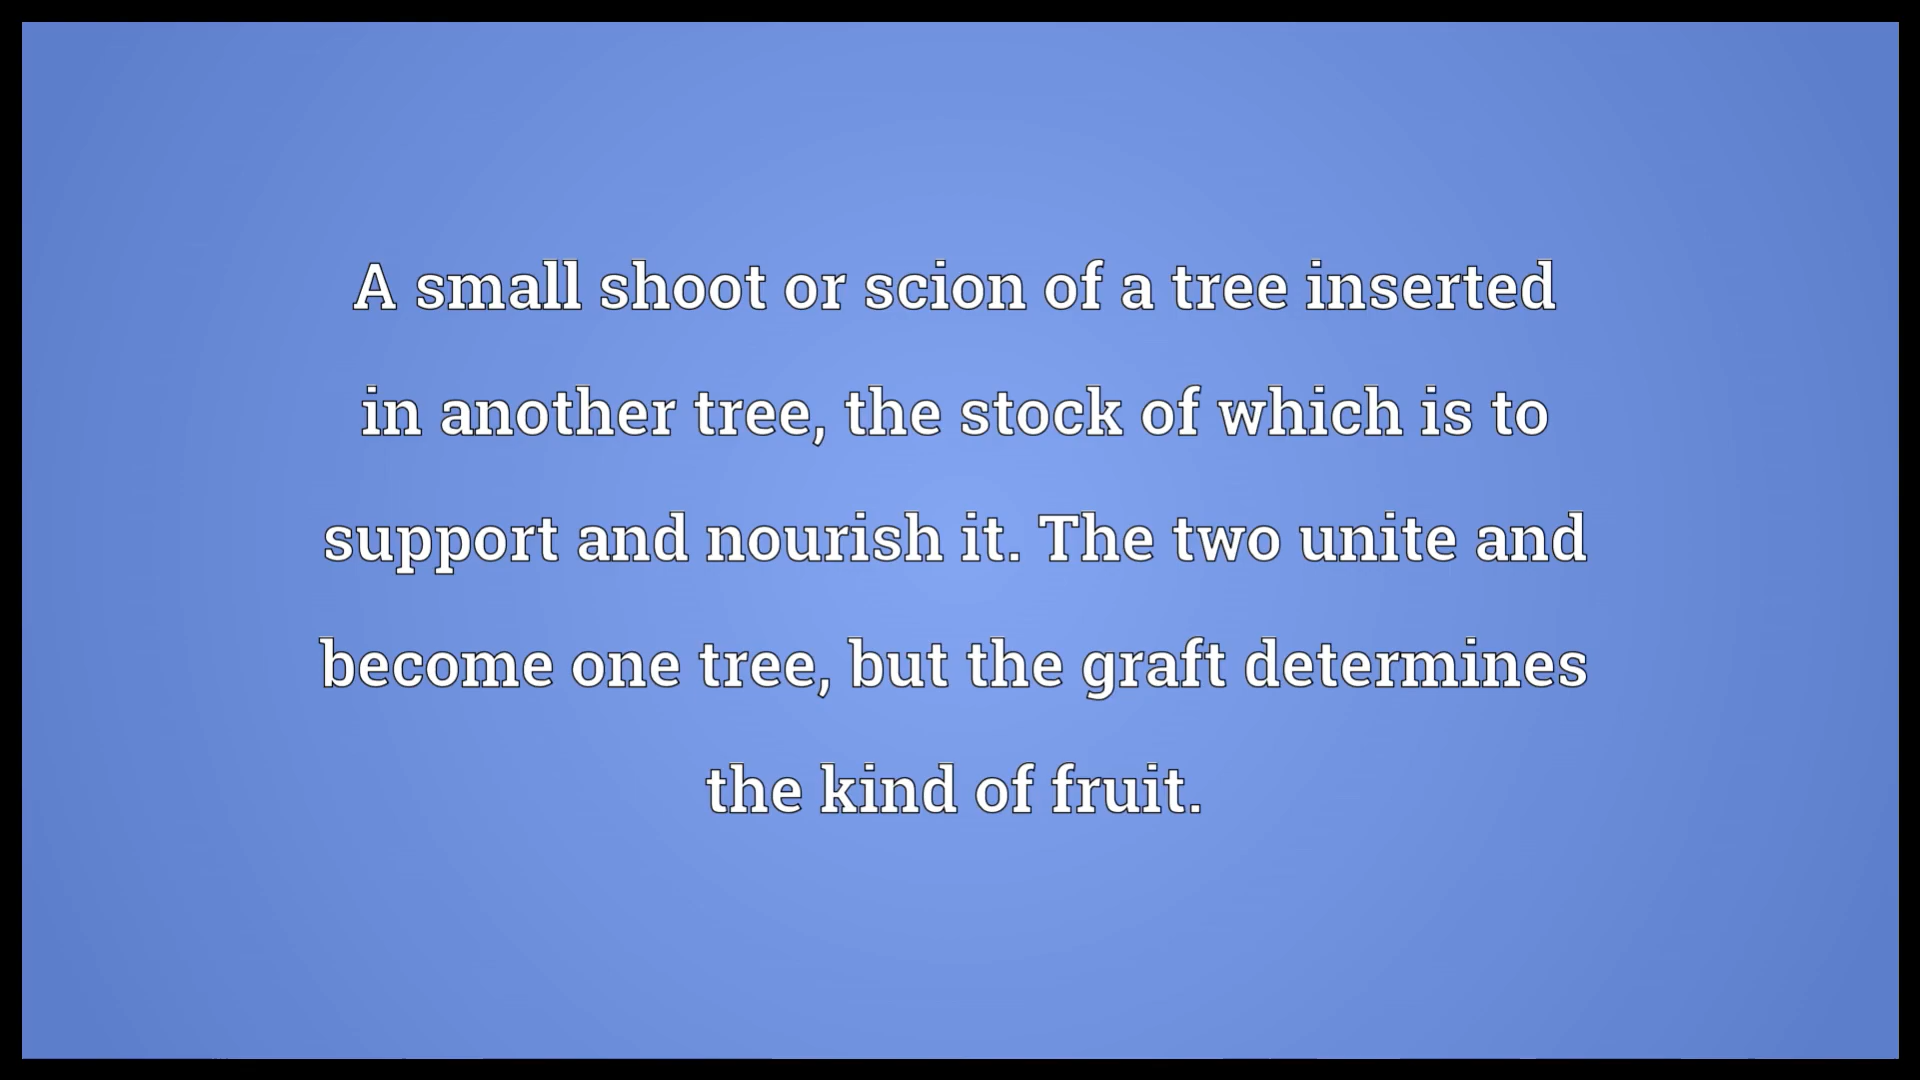 A small shoot or scion of a tree inserted
in another tree, the stock of which is to
support and nourish it. The two unite and
become one tree, but the graft determines
the kind of fruit.